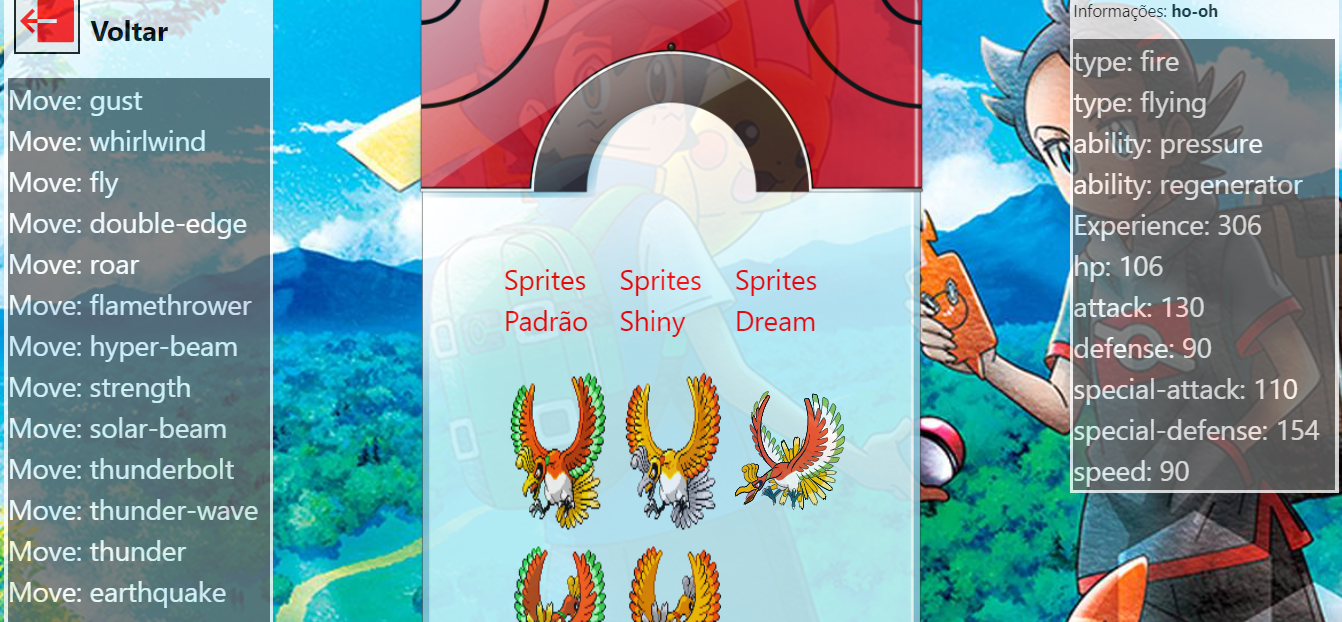 Voltar
Move: gust
Move: whirlwind
Move: fly
Move: double-edge
Move: roar
Move: flamethrower
Move: hyper-beam
Move: strength
Move: solar-beam
Move: thunderbolt
Move: thunder-wave
Move: thunder
Move: earthquake
Sprites Padrão
Sprites Shiny
Sprites Dream
Informações: ho-oh
type: fire
type: flying
ability: pressure
ability: regenerator
Experience: 306
hp: 106
attack: 130
defense: 90
special-attack: 110
special-defense: 154
speed: 90